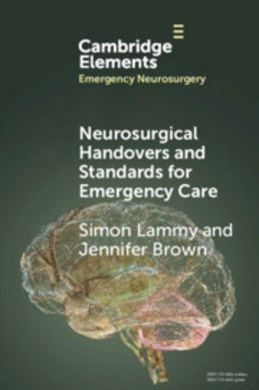 Cambridge
Elements
Emergency Neurosurgery
Neurosurgical
Handovers and
Standards for
Emergency Care
Simon Lammy and
Jennifer Brown